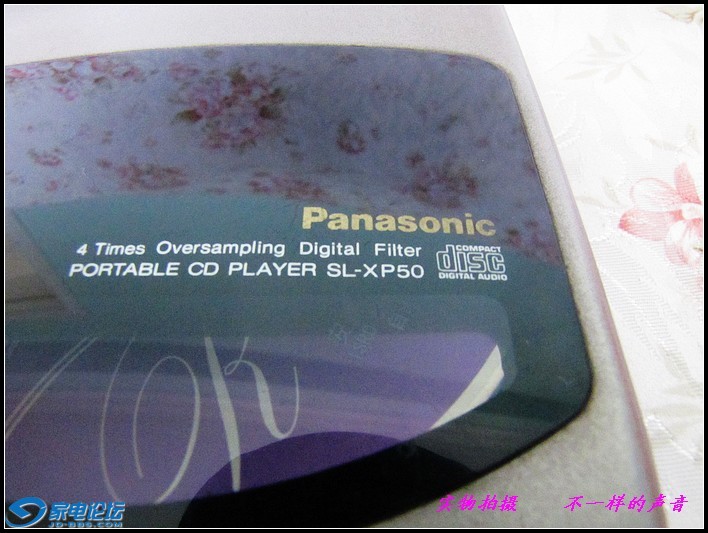 Panasonic
4 Times Oversampling Digital Filter
PORTABLE CD PLAYER SL-XP50
COMPACT
disc
DIGITAL AUDIO
OK
家电论坛
JD-BBS.COM
实物拍摄 不一样的声音